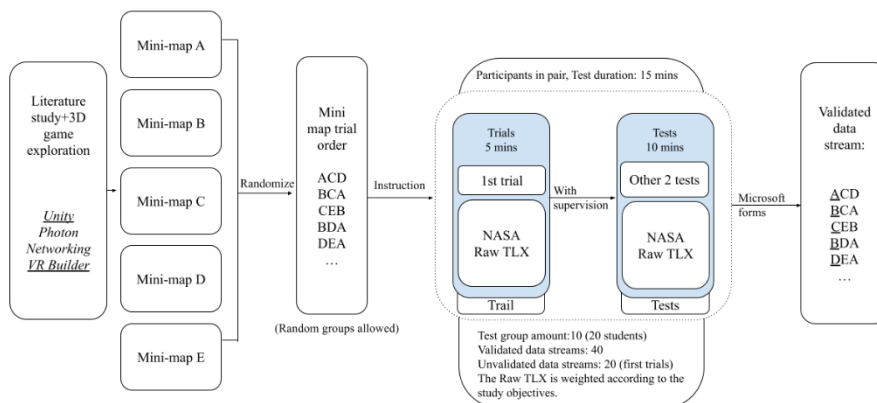 Literature
study+3D
game
exploration
Unity
Photon
Networking
VR Builder
Mini-map A
Mini-map B
Mini-map C
Mini-map D
Mini-map E
Randomize
Mini
map trial
order
ACD
BCA
CEB
BDA
DEA
…
(Random groups allowed)
Instruction
Participants in pair, Test duration: 15 mins
Trials
5 mins
1st trial
NASA
Raw TLX
Trail
With
supervision
Tests
10 mins
Other 2 tests
NASA
Raw TLX
Tests
Test group amount:10 (20 students)
Validated data streams: 40
Unvalidated data streams: 20 (first trials)
The Raw TLX is weighted according to the
study objectives.
Microsoft
forms
Validated
data
stream:
ACD
BCA
CEB
BDA
DEA
…